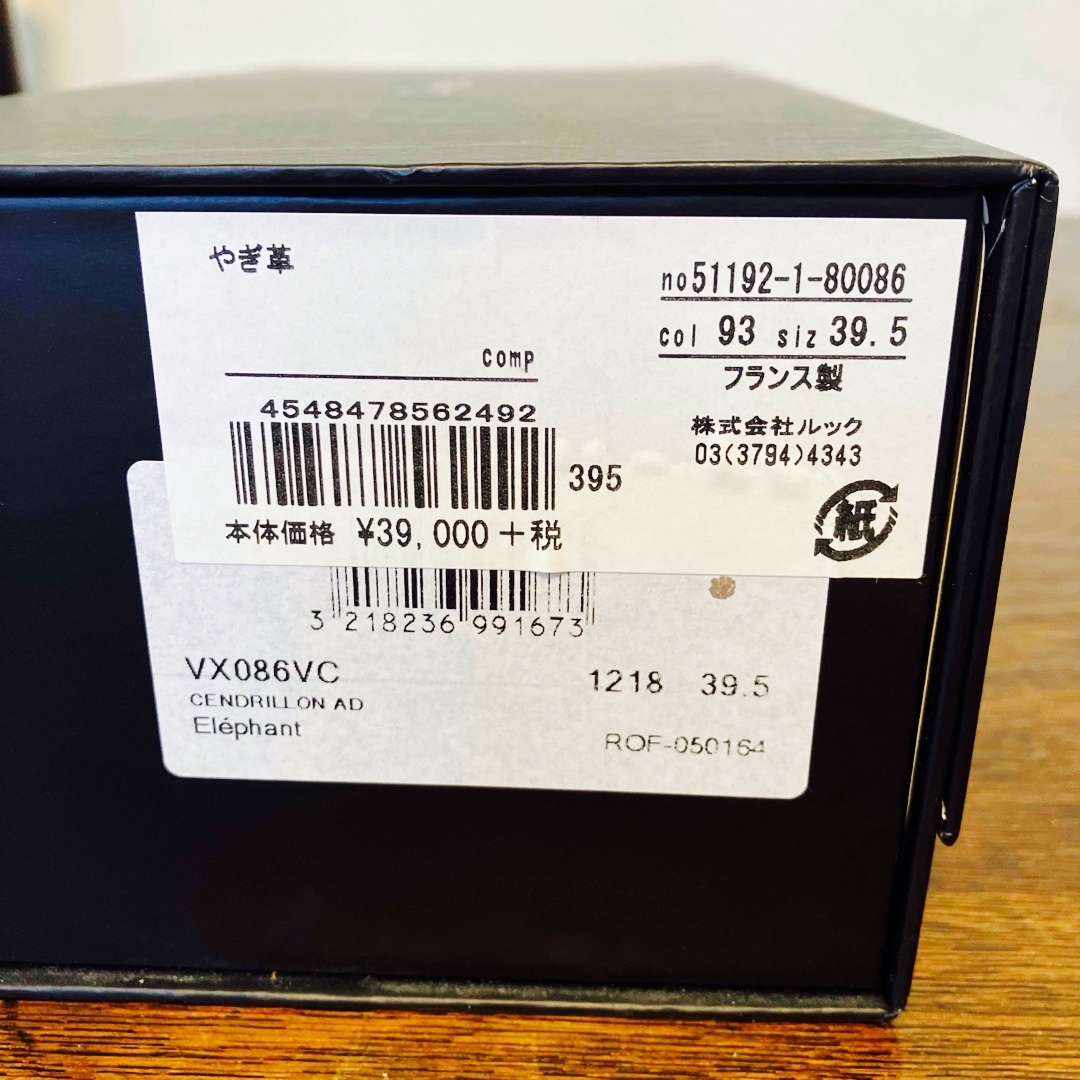 やぎ革
no51192-1-80086
col 93 siz 39.5
フランス製
comp
4548478562492
395
株式会社ルック
03(3794)4343
本体価格 ¥39,000+税
紙
3 218236 991673
VX086VC
1218 39.5
CENDRILLON AD
Eléphant
ROF-050164